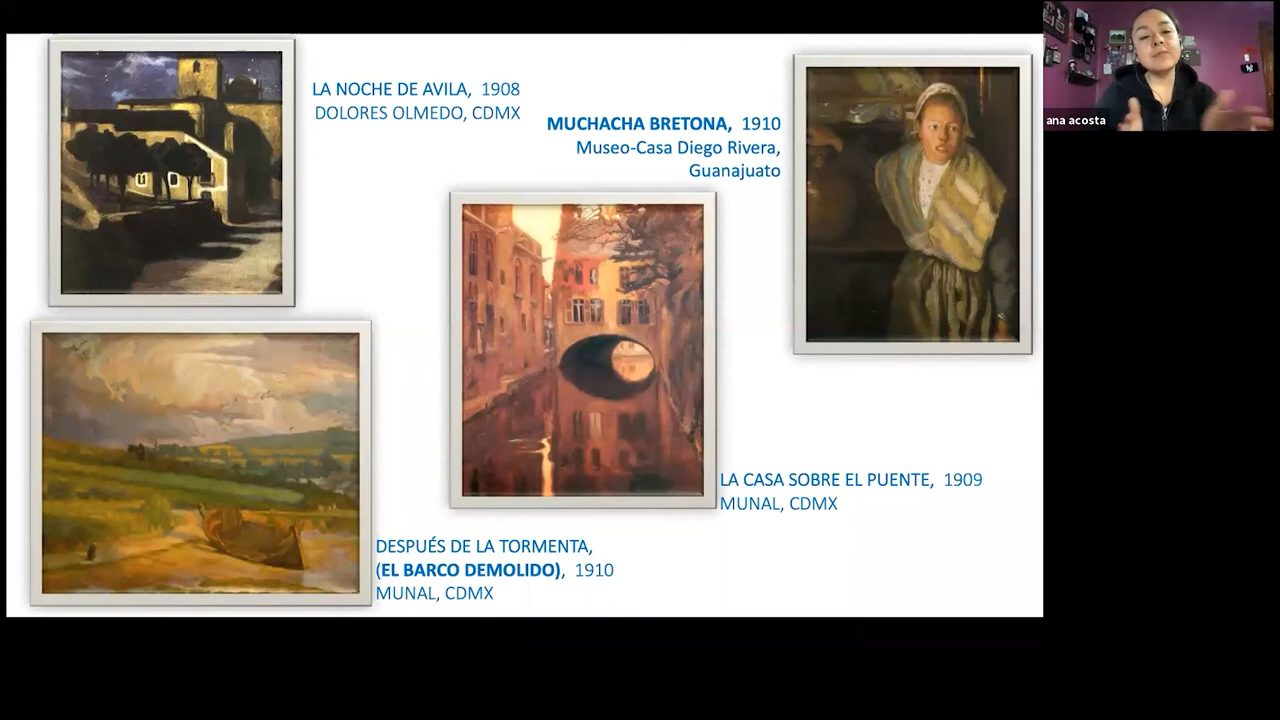 LA NOCHE DE AVILA, 1908
DOLORES OLMEDO, CDMX
MUCHACHA BRETONA, 1910
Museo-Casa Diego Rivera,
Guanajuato
ana acosta
LA CASA SOBRE EL PUENTE, 1909
MUNAL, CDMX
DESPUÉS DE LA TORMENTA,
(EL BARCO DEMOLIDO), 1910
MUNAL, CDMX